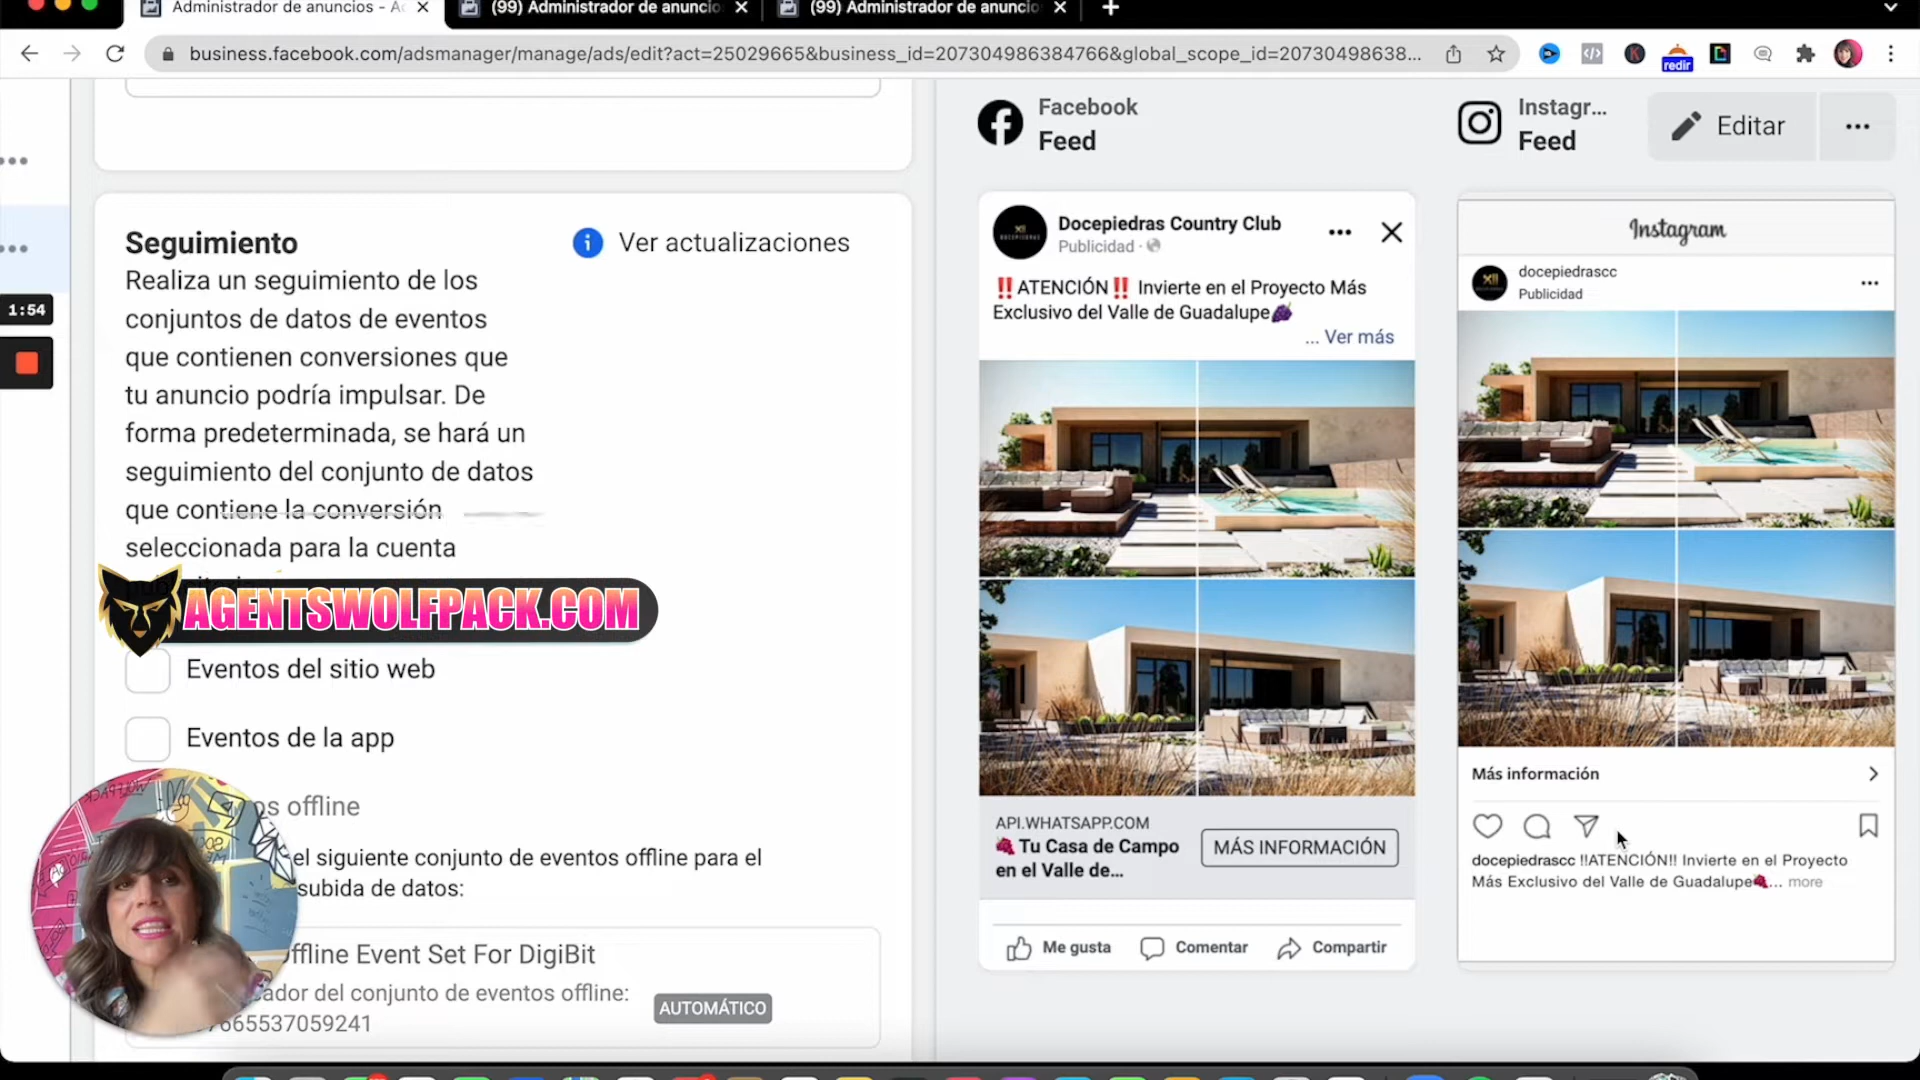 Administrador de anuncios - Ad
(99) Administrador de anuncio
(99) Administrador de anuncio
business.facebook.com/adsmanager/manage/ads/edit?act=25029665&business_id=207304986384766&global_scope_id=20730498638...
redir
1:54
Seguimiento
Ver actualizaciones
Realiza un seguimiento de los
conjuntos de datos de eventos
que contienen conversiones que
tu anuncio podría impulsar. De
forma predeterminada, se hará un
seguimiento del conjunto de datos
que contiene la conversión
seleccionada para la cuenta
AGENTSWOLFPACK.COM
Eventos del sitio web
Eventos de la app
os offline
el siguiente conjunto de eventos offline para el
subida de datos:
ffline Event Set For DigiBit
cador del conjunto de eventos offline:
665537059241
AUTOMÁTICO
Facebook
Feed
Instagr...
Feed
Editar
Docepiedras Country Club
Publicidad ·
‼️ATENCIÓN‼️ Invierte en el Proyecto Más
Exclusivo del Valle de Guadalupe🍇
... Ver más
API.WHATSAPP.COM
🍇 Tu Casa de Campo
en el Valle de...
MÁS INFORMACIÓN
Me gusta
Comentar
Compartir
Instagram
docepiedrascc
Publicidad
Más información
docepiedrascc !!ATENCIÓN!! Invierte en el Proyecto
Más Exclusivo del Valle de Guadalupe🍇... more